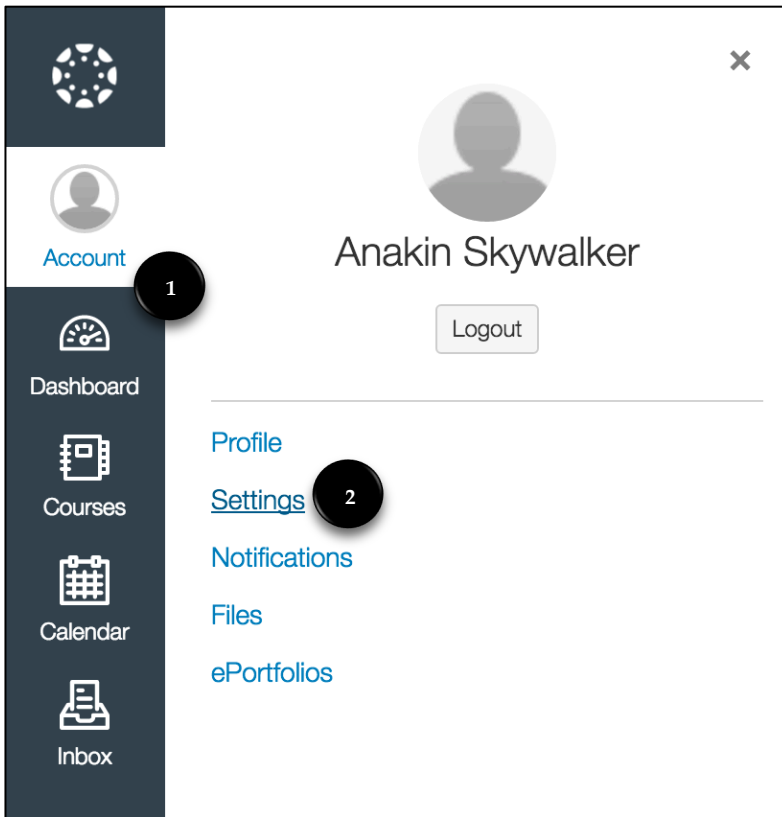 Account
1
Dashboard
Courses
Calendar
Inbox
Anakin Skywalker
Logout
Profile
Settings 2
Notifications
Files
ePortfolios